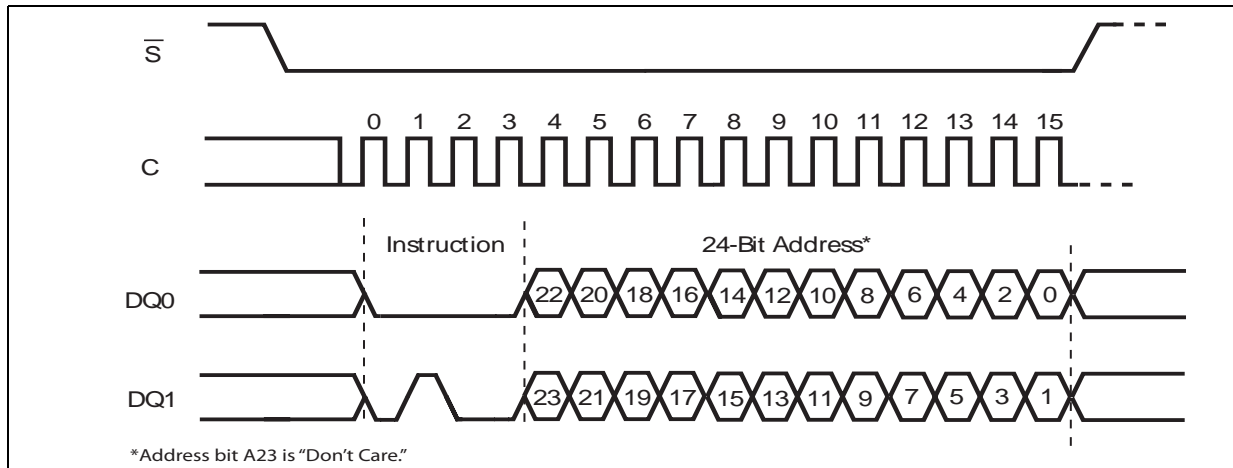 S
0 1 2 3 4 5 6 7 8 9 10 11 12 13 14 15
C
Instruction 24-Bit Address*
DQ0 22 20 18 16 14 12 10 8 6 4 2 0
DQ1 23 21 19 17 15 13 11 9 7 5 3 1
*Address bit A23 is “Don’t Care.”